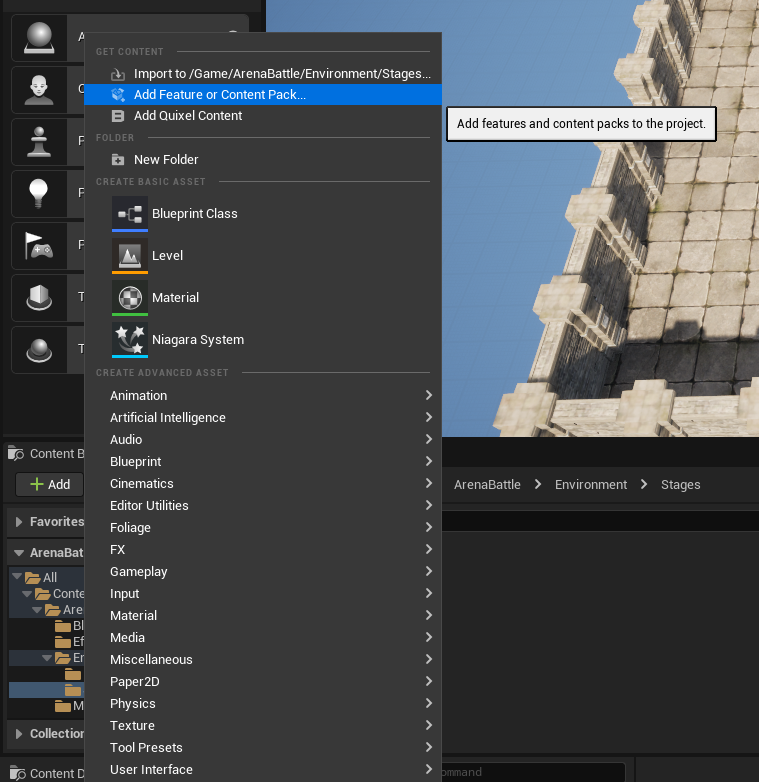 GET CONTENT
Import to /Game/ArenaBattle/Environment/Stages...
Add Feature or Content Pack...
Add features and content packs to the project.
Add Quixel Content
FOLDER
New Folder
CREATE BASIC ASSET
Blueprint Class
Level
Material
Niagara System
CREATE ADVANCED ASSET
Animation
Artificial Intelligence
Audio
Blueprint
Cinematics
Editor Utilities
Foliage
FX
Gameplay
Input
Material
Media
Miscellaneous
Paper2D
Physics
Texture
Tool Presets
User Interface
Content B
Add
ArenaBattle > Environment > Stages
Favorites
ArenaBat
All
Conte
Are
Bl
Ef
En
M
Collection
Content D
ommand